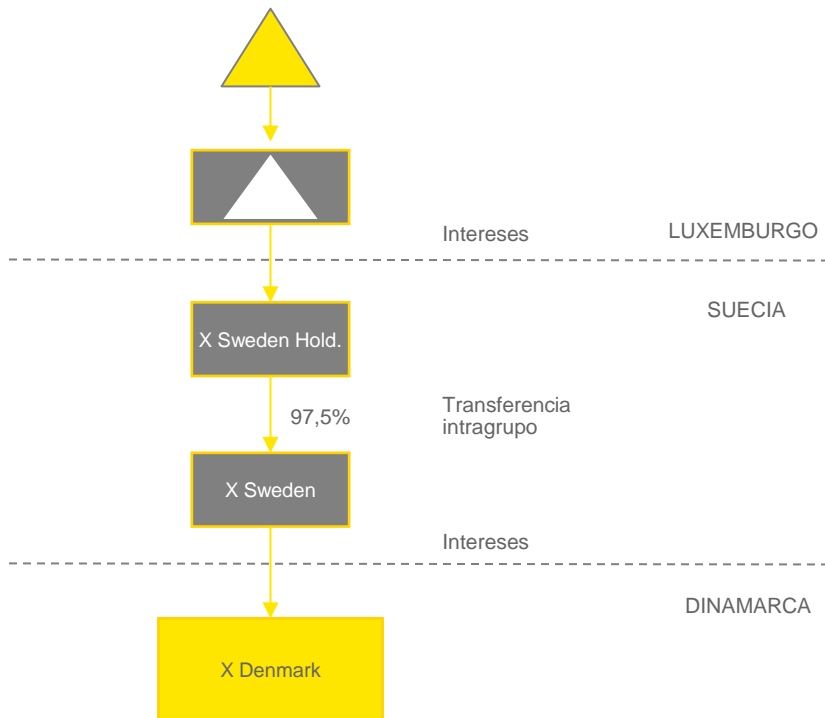 Intereses
LUXEMBURGO
SUECIA
X Sweden Hold.
97,5%
Transferencia
intragrupo
X Sweden
Intereses
DINAMARCA
X Denmark